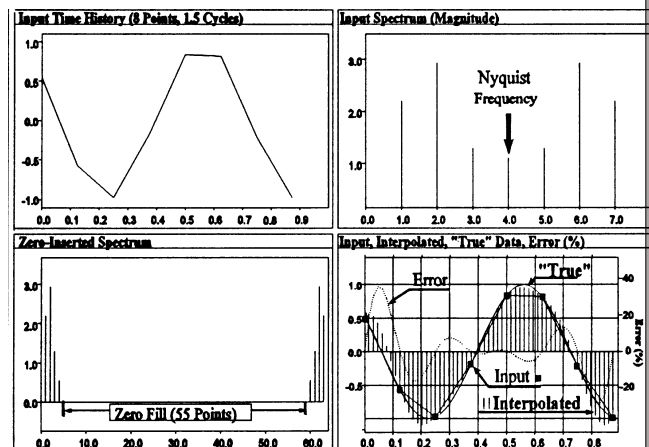 Input Time History (8 Points, 1.5 Cycles)
1.0
0.5
0.0
-0.5
-1.0
0.0 0.1 0.2 0.3 0.4 0.5 0.6 0.7 0.8 0.9
Input Spectrum (Magnitude)
3.0
2.0
1.0
Nyquist
Frequency
0.0 1.0 2.0 3.0 4.0 5.0 6.0 7.0
Zero-Inserted Spectrum
3.0
2.0
1.0
0.0
Zero Fill (55 Points)
0.0 10.0 20.0 30.0 40.0 50.0 60.0
Input, Interpolated, "True" Data, Error (%)
1.0
0.5
0.0
-0.5
Error
"True"
Input
Interpolated
40
20
0
-20
Error (%)
0.0 0.1 0.2 0.3 0.4 0.5 0.6 0.7 0.8